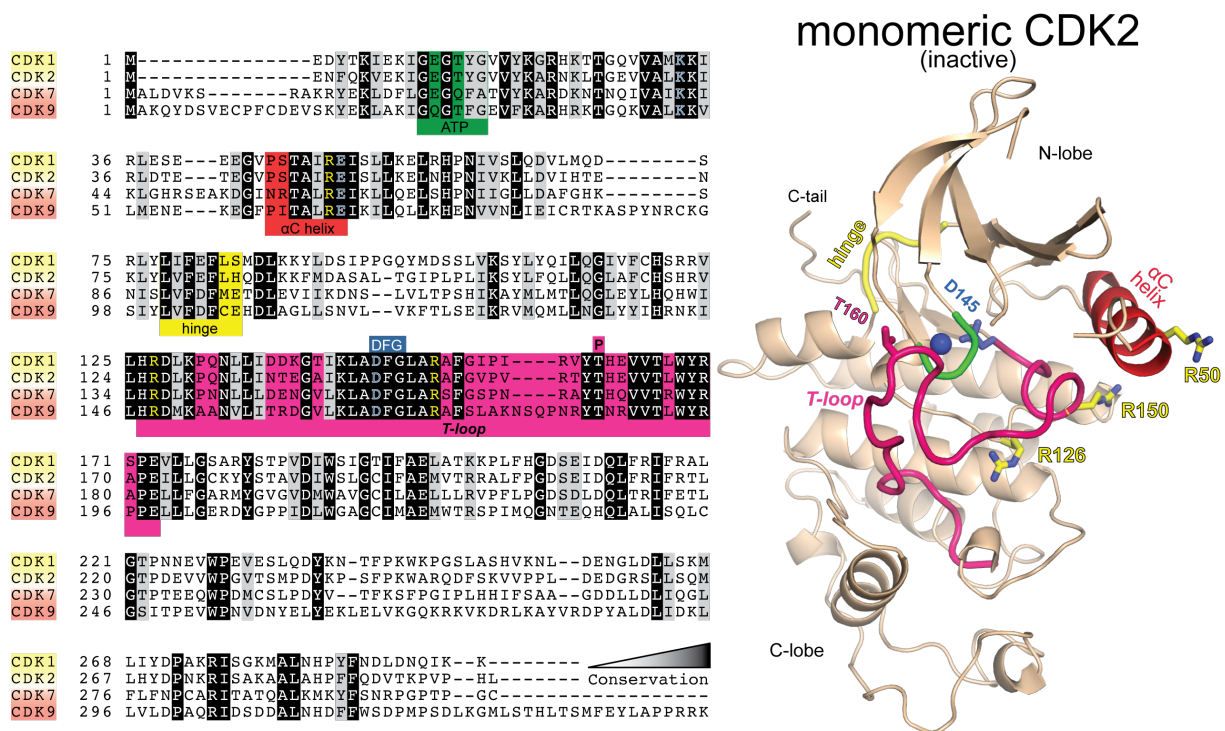 monomeric CDK2
(inactive)
CDK1 1 M---------------EDYTKIEKIGEGTYGVVYKGRHKTTGQVVAMKKI
CDK2 1 M---------------ENFQKVEKIGEGTYGVVYKARNKLTGEVVALKKI
CDK7 1 MALDVKS-------RAKRYEKLDFLGEGQFATVYKARDKNTNQIVAIKKI
CDK9 1 MAKQYDSVECPFCDEVSKYEKLAKIGQGTFGEVFKARHRKTGQKVALKKV
ATP
CDK1 36 RLESE---EEGVPSTAIREISLLKELRHPNIVSLQDVLMQD--------S
CDK2 36 RLDTE---TEGVPSTAIREISLLKELNHPNIVKLLDVIHTE--------N
CDK7 44 KLGHRSEAKDGINRTALREIKLLQELSHPNIIGLLDAFGHK--------S
CDK9 51 LMENE---KEGFPITALREIKILQLLKHENVVNLIEICRTKASPYNRCKG
αC helix
CDK1 75 RLYLIFEFLSMDLKKYLDSIPPGQYMDSSLVKSYLYQILQGIVFCHSRRV
CDK2 75 KLYLVFEFLHQDLKKFMDASAL-TGIPLPLIKSYLFQLLQGLAFCHSHRV
CDK7 86 NISLVFDFMETDLEVIIKDNS--LVLTPSHIKAYMLMTLQGLEYLHQHWI
CDK9 98 SIYLVFDFCEHDLAGLLSNVL--VKFTLSEIKRVMQMLLNGLYYIHRNKI
hinge
DFG P
CDK1 125 LHRDLKPQNLLIDDKGTIKLADFGLARAFGIPI----RVYTHEVVTLWYR
CDK2 124 LHRDLKPQNLLINTEGAIKLADFGLARAFGVPV----RTYTHEVVTLWYR
CDK7 134 LHRDLKPNNLLLDENGVLKLADFGLAKSFGSPN----RAYTHQVVTRWYR
CDK9 146 LHRDMKAANVLITRDGVLKLADFGLARAFSLAKNSQPNRYTNRVVTLWYR
T-loop
CDK1 171 SPEVLLGSARYSTPVDIWSIGTIFAELATKKPLFHGDSEIDQLFRIFRAL
CDK2 170 APEILLGCKYYSTAVDIWSLGCIFAEMVTRRALFPGDSEIDQLFRIFRTL
CDK7 180 APELLFGARMYGVGVDMWAVGCILAELLLRVPFLPGDSDLDQLTRIFETL
CDK9 196 PPELLLGERDYGPPIDLWGAGCIMAEMWTRSPIMQGNTEQHQLALISQLC
CDK1 221 GTPNNEVWPEVESLQDYKN-TFPKWKPGSLASHVKNL--DENGLDLLSKM
CDK2 220 GTPDEVVWPGVTSMPDYKP-SFPKWARQDFSKVVPPL--DEDGRSLLSQM
CDK7 230 GTPTEEQWPDMCSLPDYV--TFKSFPGIPLHHIFSAA--GDDLLDLIQGL
CDK9 246 GSITPEVWPNVDNYELYEKLELVKGQKRKVKDRLKAYVRDPYALDLIDKL
CDK1 268 LIYDPAKRISGKMALNHPYFNDLDNQIK--K--------
CDK2 267 LHYDPNKRISAKAALAHPFFQDVTKPVP--HL-------
CDK7 276 FLFNPCARITATQALKMKYFSNRPGPTP--GC------------------
CDK9 296 LVLDPAQRIDSDDALNHDFFWSDPMPSDLKGMLSTHLTSMFEYLAPPRRK
Conservation
N-lobe
C-tail
hinge
αC helix
D145
T160
R50
T-loop
R150
R126
C-lobe